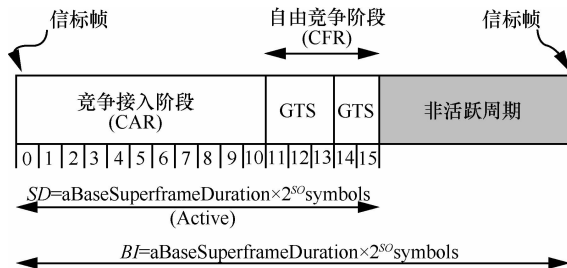 信标帧
自由竞争阶段
(CFR)
信标帧
竞争接入阶段
(CAR)
GTS
GTS
非活跃周期
0 1 2 3 4 5 6 7 8 9 10 11 12 13 14 15
SD=aBaseSuperframeDuration×2^SO symbols
(Active)
BI=aBaseSuperframeDuration×2^SO symbols